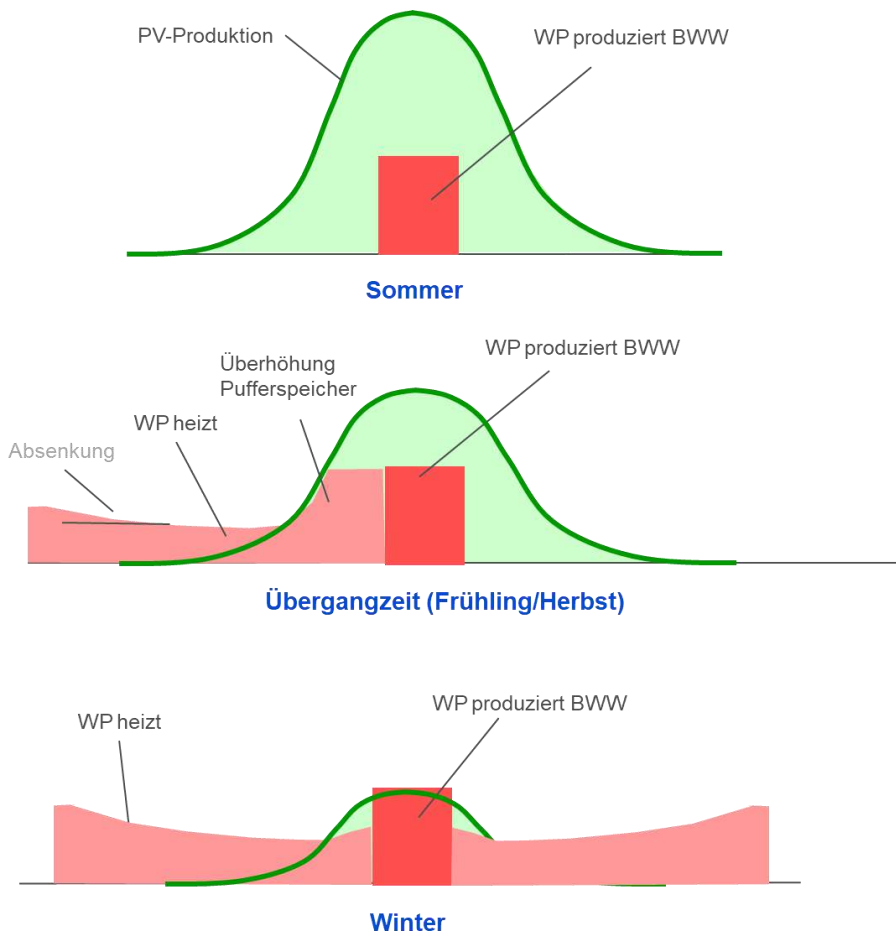 PV-Produktion
WP produziert BWW
Sommer
WP produziert BWW
Überhöhung
Pufferspeicher
WP heizt
Absenkung
Übergangzeit (Frühling/Herbst)
WP produziert BWW
WP heizt
Winter